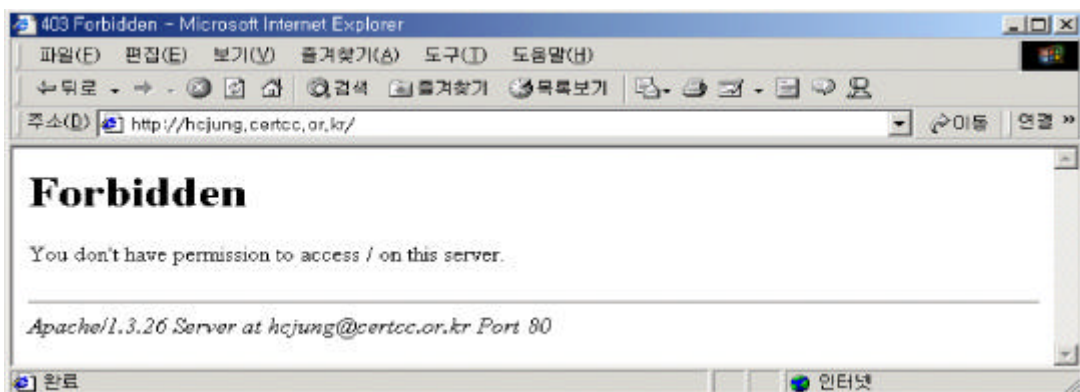 403 Forbidden - Microsoft Internet Explorer
파일(F) 편집(E) 보기(V) 즐겨찾기(A) 도구(T) 도움말(H)
뒤로 검색 즐겨찾기 목록보기
주소(D) http://hcjung.certcc.or.kr/ 이동 연결 »
Forbidden
You don't have permission to access / on this server.
Apache/1.3.26 Server at hcjung@certcc.or.kr Port 80
완료 인터넷